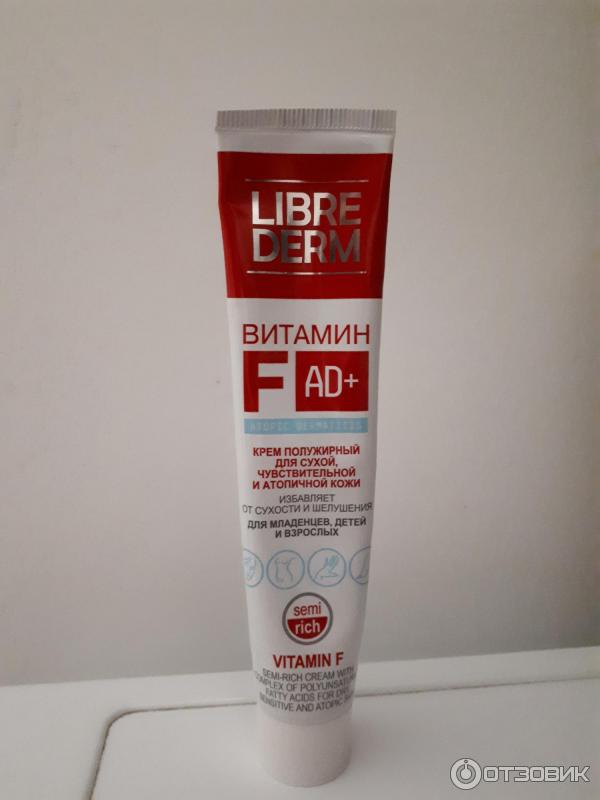 LIBRE
DERM
ВИТАМИН
F AD+
ATOPIC DERMATITIS
КРЕМ ПОЛУЖИРНЫЙ
ДЛЯ СУХОЙ,
ЧУВСТВИТЕЛЬНОЙ
И АТОПИЧНОЙ КОЖИ
ИЗБАВЛЯЕТ
ОТ СУХОСТИ И ШЕЛУШЕНИЯ
ДЛЯ МЛАДЕНЦЕВ, ДЕТЕЙ
И ВЗРОСЛЫХ
semi
rich
VITAMIN F
SEMI-RICH CREAM WITH
COMPLEX OF POLYUNSATURA
FATTY ACIDS FOR DRY
SENSITIVE AND ATOPIC
ОТЗОВИК